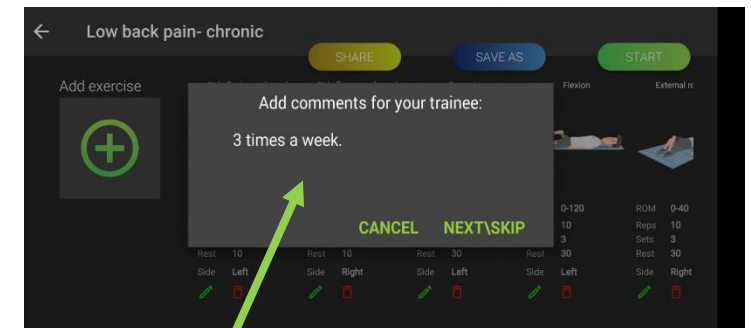 Low back pain- chronic
SHARE
SAVE AS
START
Add exercise
Flexion
External rc
Add comments for your trainee:
3 times a week.
CANCEL NEXT\SKIP
0-120 ROM 0-40
10 Reps 10
3 Sets 3
Rest 10 Rest 10 Rest 30 Rest 30 Rest 30
Side Left Side Right Side Left Side Left Side Right